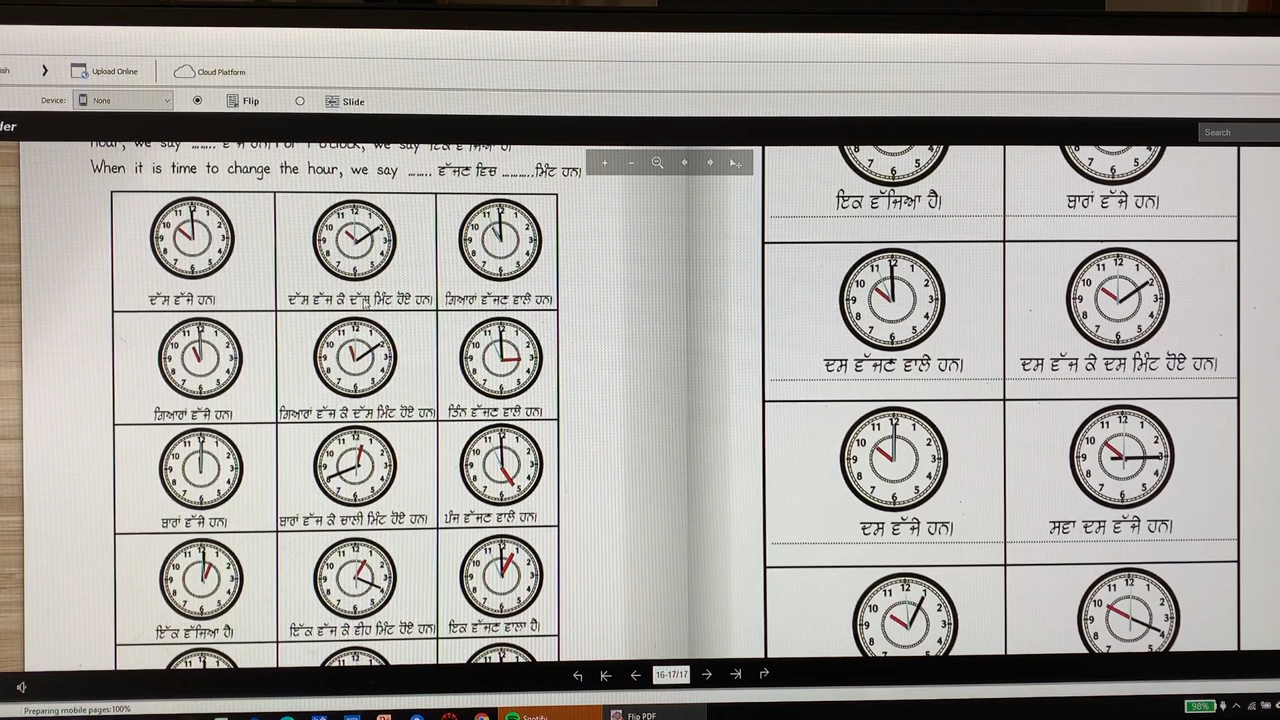 Upload Online
Cloud Platform
Device:
None
Flip
Slide
Search
When it is time to change the hour, we say ........ ਵੱਜਣ ਵਿਚ ..........ਮਿੰਟ ਹਨ।
ਦੱਸ ਵੱਜੇ ਹਨ।
ਦੱਸ ਵੱਜ ਕੇ ਮਿੰਟ ਹੋਏ ਹਨ।
ਗਿਆਰਾਂ ਵੱਜਣ ਵਾਲੇ ਹਨ।
ਗਿਆਰਾਂ ਵੱਜੇ ਹਨ।
ਗਿਆਰਾਂ ਵੱਜ ਕੇ ਦੱਸ ਮਿੰਟ ਹੋਏ ਹਨ।
ਤਿੰਨ ਵੱਜਣ ਵਾਲੇ ਹਨ।
ਬਾਰਾਂ ਵੱਜੇ ਹਨ।
ਬਾਰਾਂ ਵੱਜ ਕੇ ਚਾਲੀ ਮਿੰਟ ਹੋਏ ਹਨ।
ਪੰਜ ਵੱਜਣ ਵਾਲੇ ਹਨ।
ਇੱਕ ਵੱਜਿਆ ਹੈ।
ਇੱਕ ਵੱਜ ਕੇ ਵੀਹ ਮਿੰਟ ਹੋਏ ਹਨ।
ਇਕ ਵੱਜਣ ਵਾਲਾ ਹੈ।
ਇਕ ਵੱਜਿਆ ਹੈ।
ਬਾਰਾਂ ਵੱਜੇ ਹਨ।
ਦਸ ਵੱਜਣ ਵਾਲੇ ਹਨ।
ਦਸ ਵੱਜ ਕੇ ਦਸ ਮਿੰਟ ਹੋਏ ਹਨ।
ਦਸ ਵੱਜੇ ਹਨ।
ਸਵਾ ਦਸ ਵੱਜੇ ਹਨ।
16-17/17
Preparing mobile pages:100%
Spotify
Flip PDF
98%